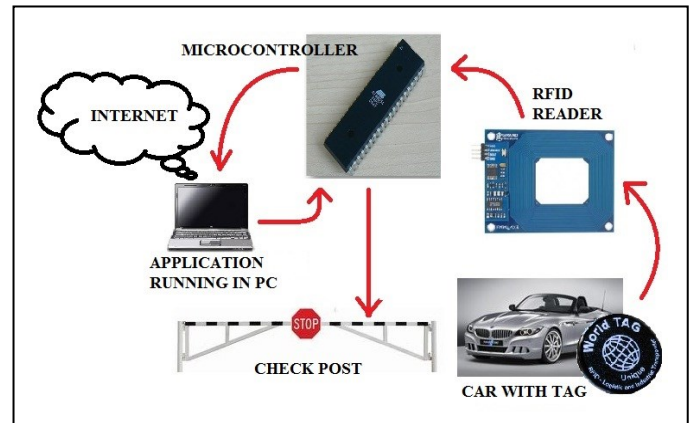 MICROCONTROLLER
INTERNET
RFID
READER
APPLICATION
RUNNING IN PC
STOP
CHECK POST
World TAG
Unique
CAR WITH TAG